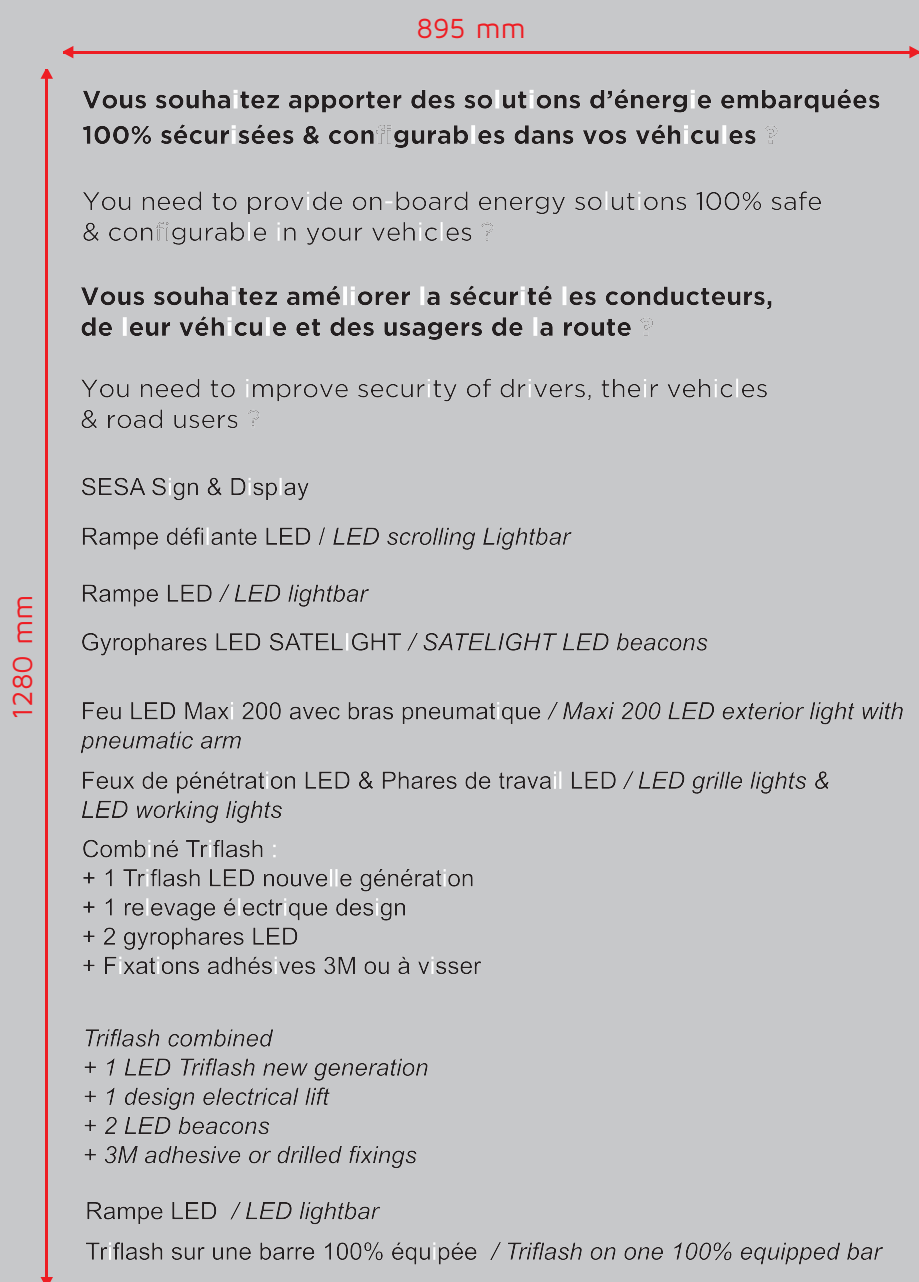 895 mm
1280 mm
Vous souhaitez apporter des solutions d’énergie embarquées
100% sécurisées & configurables dans vos véhicules ?
You need to provide on-board energy solutions 100% safe
& configurable in your vehicles ?
Vous souhaitez améliorer la sécurité les conducteurs,
de leur véhicule et des usagers de la route ?
You need to improve security of drivers, their vehicles
& road users ?
SESA Sign & Display
Rampe défilante LED / LED scrolling Lightbar
Rampe LED / LED lightbar
Gyrophares LED SATELIGHT / SATELIGHT LED beacons
Feu LED Maxi 200 avec bras pneumatique / Maxi 200 LED exterior light with
pneumatic arm
Feux de pénétration LED & Phares de travail LED / LED grille lights &
LED working lights
Combiné Triflash :
+ 1 Triflash LED nouvelle génération
+ 1 relevage électrique design
+ 2 gyrophares LED
+ Fixations adhésives 3M ou à visser
Triflash combined
+ 1 LED Triflash new generation
+ 1 design electrical lift
+ 2 LED beacons
+ 3M adhesive or drilled fixings
Rampe LED / LED lightbar
Triflash sur une barre 100% équipée / Triflash on one 100% equipped bar